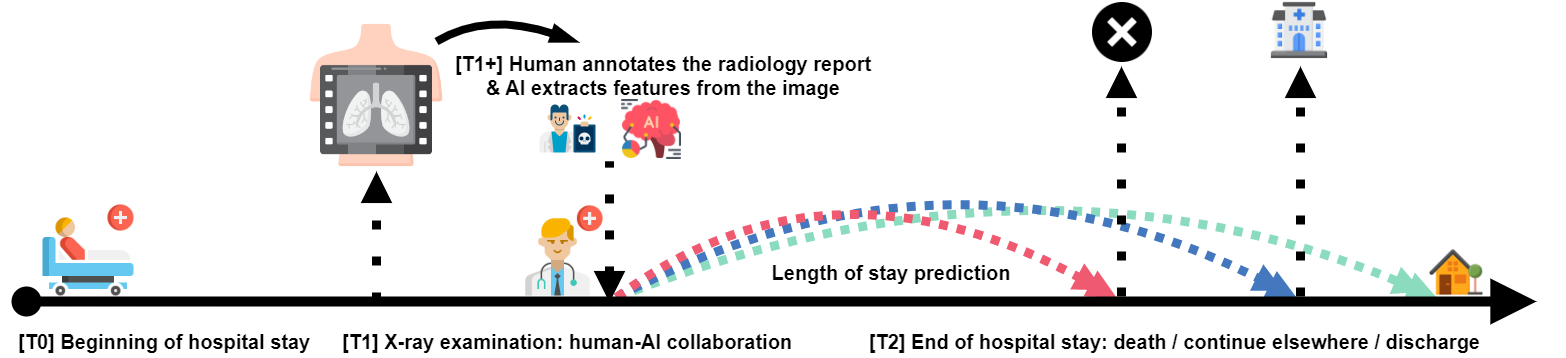 [T1+] Human annotates the radiology report
& AI extracts features from the image
AI
Length of stay prediction
[T0] Beginning of hospital stay
[T1] X-ray examination: human-AI collaboration
[T2] End of hospital stay: death / continue elsewhere / discharge